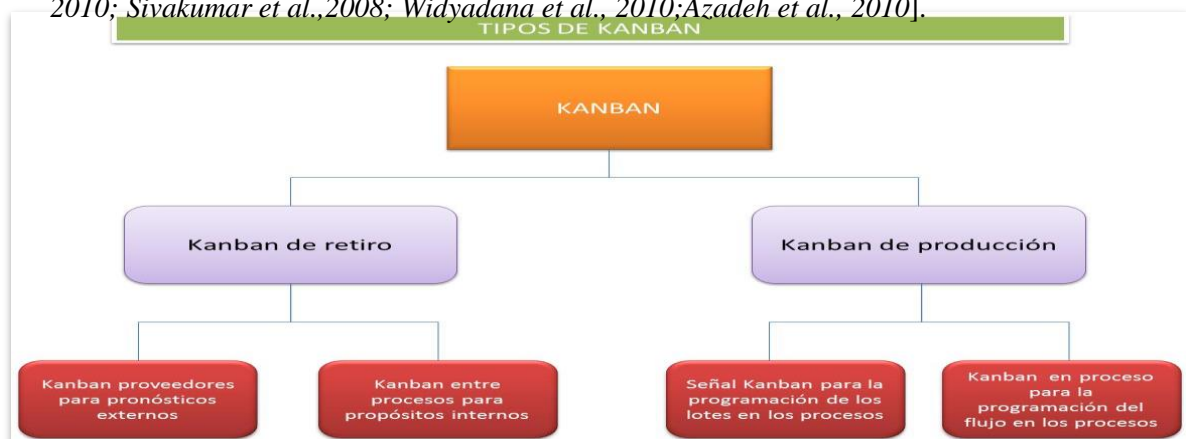 2010; Sivakumar et al.,2008; Widyadana et al., 2010;Azadeh et al., 2010].
TIPOS DE KANBAN
KANBAN
Kanban de retiro
Kanban de producción
Kanban proveedores
para pronósticos
externos
Kanban entre
procesos para
propósitos internos
Señal Kanban para la
programación de los
lotes en los procesos
Kanban en proceso
para la
programación del
flujo en los procesos